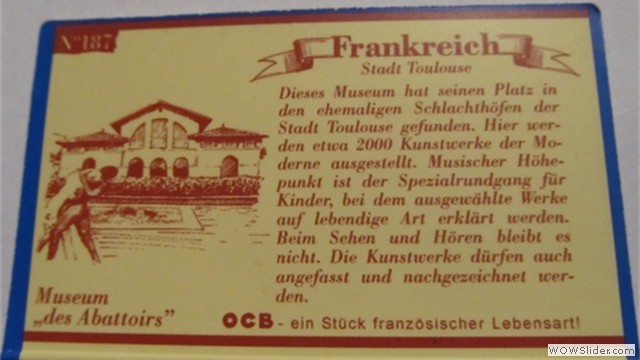 N° 187
Frankreich
Stadt Toulouse
Dieses Museum hat seinen Platz in
den ehemaligen Schlachthöfen der
Stadt Toulouse gefunden. Hier wer-
den etwa 2000 Kunstwerke der Mo-
derne ausgestellt. Musischer Höhe-
punkt ist der Spezialrundgang für
Kinder, bei dem ausgewählte Werke
auf lebendige Art erklärt werden.
Beim Sehen und Hören bleibt es
nicht. Die Kunstwerke dürfen auch
angefasst und nachgezeichnet wer-
den.
Museum
„des Abattoirs”
OCB - ein Stück französischer Lebensart!
WOWSlider.com